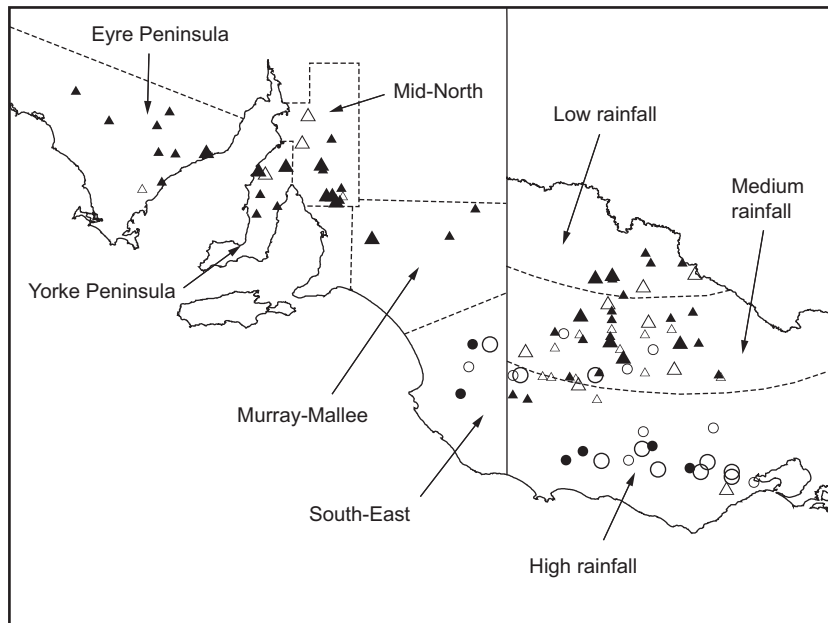 Eyre Peninsula
Mid-North
Low rainfall
Medium
rainfall
Yorke Peninsula
Murray-Mallee
South-East
High rainfall